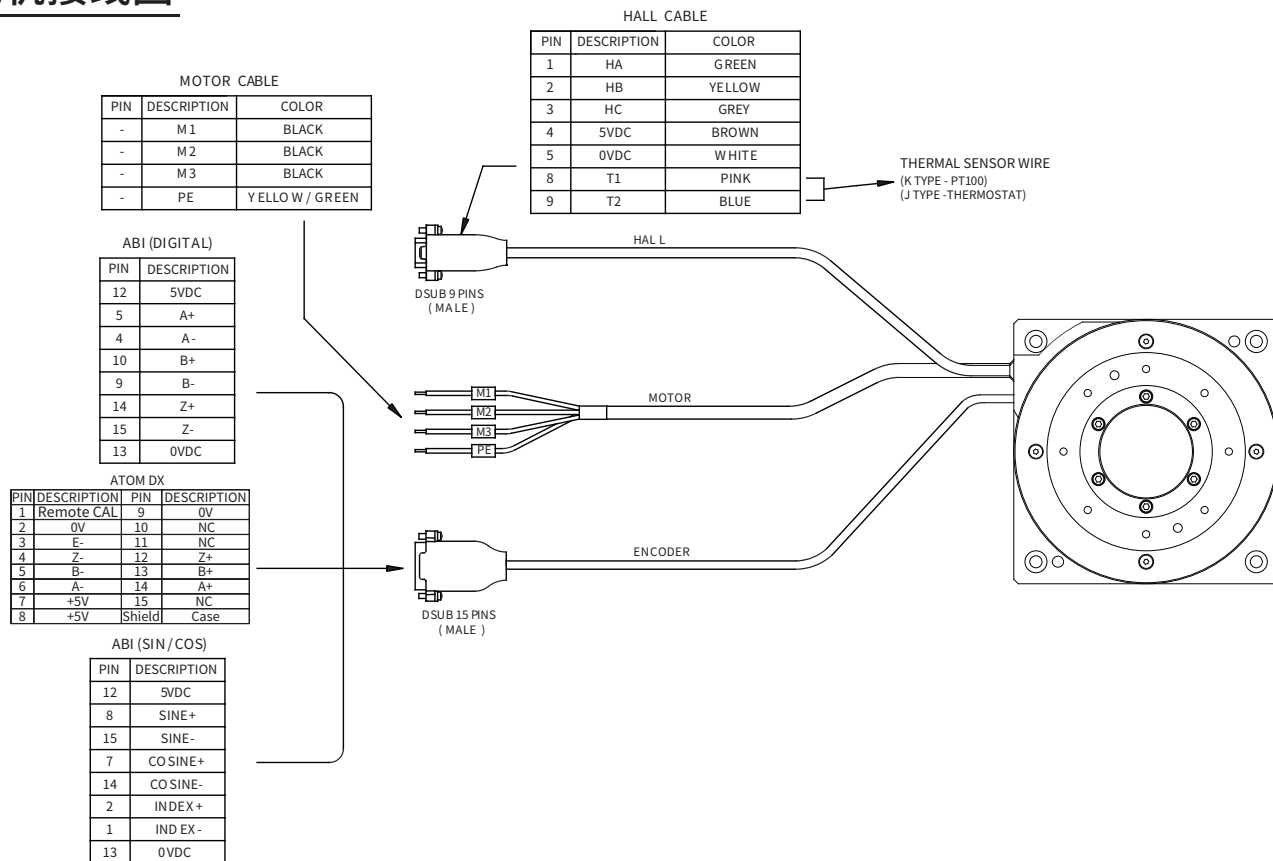 接线图
HALL CABLE
PIN DESCRIPTION COLOR
1 HA GREEN
2 HB YELLOW
3 HC GREY
4 5VDC BROWN
5 0VDC WHITE
8 T1 PINK
9 T2 BLUE
THERMAL SENSOR WIRE
(K TYPE - PT100)
(J TYPE -THERMOSTAT)
MOTOR CABLE
PIN DESCRIPTION COLOR
- M1 BLACK
- M2 BLACK
- M3 BLACK
- PE YELLOW / GREEN
HALL
DSUB 9 PINS
( MALE )
ABI (DIGITAL)
PIN DESCRIPTION
12 5VDC
5 A+
4 A-
10 B+
9 B-
14 Z+
15 Z-
13 0VDC
M1
M2
M3
PE
MOTOR
ATOM DX
PIN DESCRIPTION PIN DESCRIPTION
1 Remote CAL 9 0V
2 0V 10 NC
3 E- 11 NC
4 Z- 12 Z+
5 B- 13 B+
6 A- 14 A+
7 +5V 15 NC
8 +5V Shield Case
ENCODER
DSUB 15 PINS
( MALE )
ABI (SIN / COS)
PIN DESCRIPTION
12 5VDC
8 SINE+
15 SINE-
7 COSINE+
14 COSINE-
2 INDEX+
1 INDEX-
13 0VDC